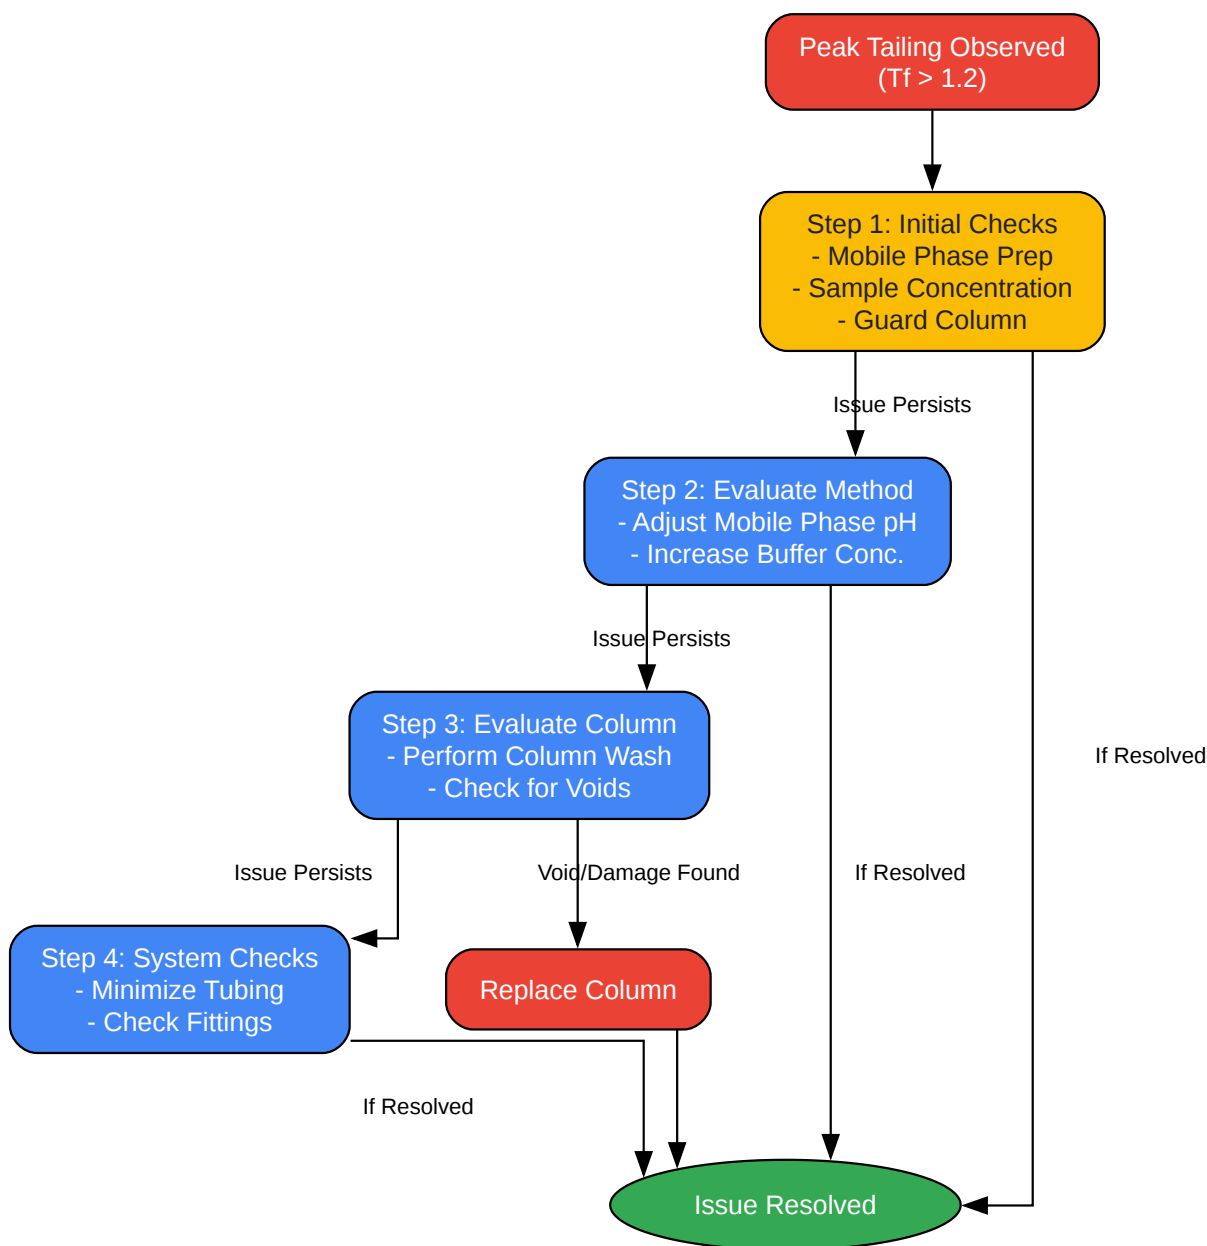 Peak Tailing Observed
(Tf > 1.2)
Step 1: Initial Checks
- Mobile Phase Prep
- Sample Concentration
- Guard Column
Issue Persists
Step 2: Evaluate Method
- Adjust Mobile Phase pH
- Increase Buffer Conc.
Issue Persists
Step 3: Evaluate Column
- Perform Column Wash
- Check for Voids
If Resolved
Issue Persists
Void/Damage Found
If Resolved
Step 4: System Checks
- Minimize Tubing
- Check Fittings
Replace Column
If Resolved
Issue Resolved